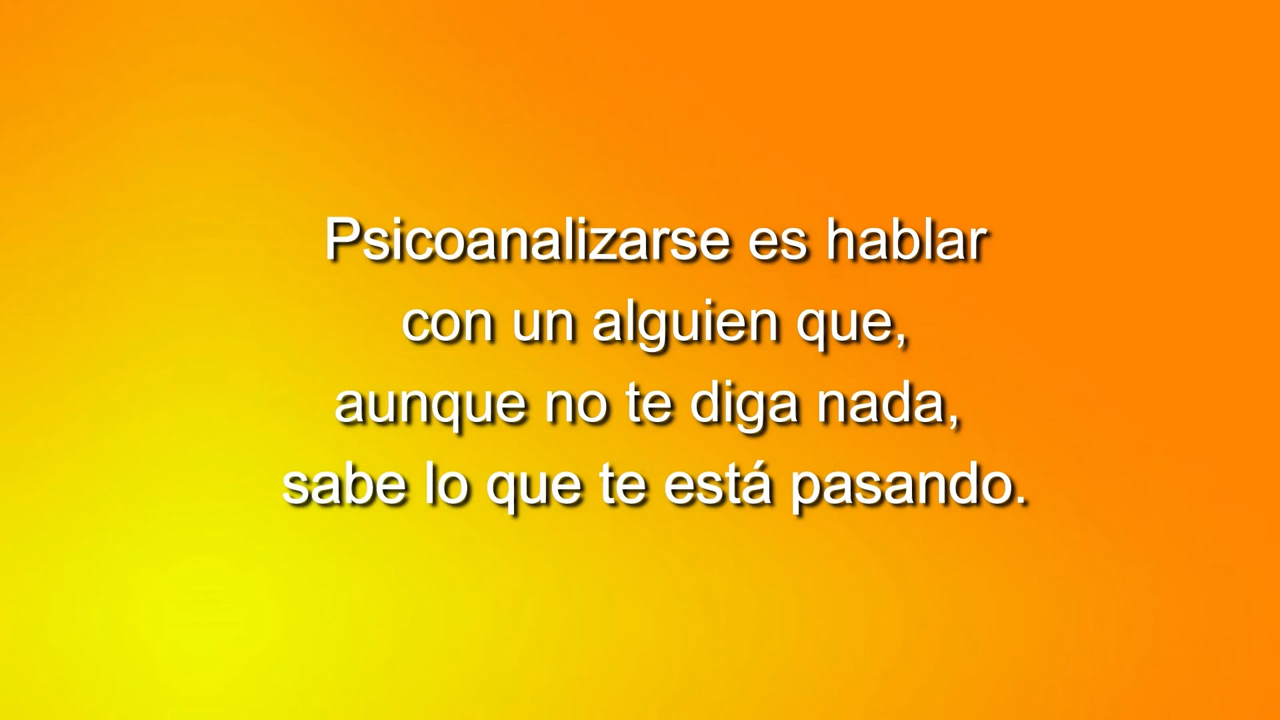 Psicoanalizarse es hablar
con un alguien que,
aunque no te diga nada,
sabe lo que te está pasando.